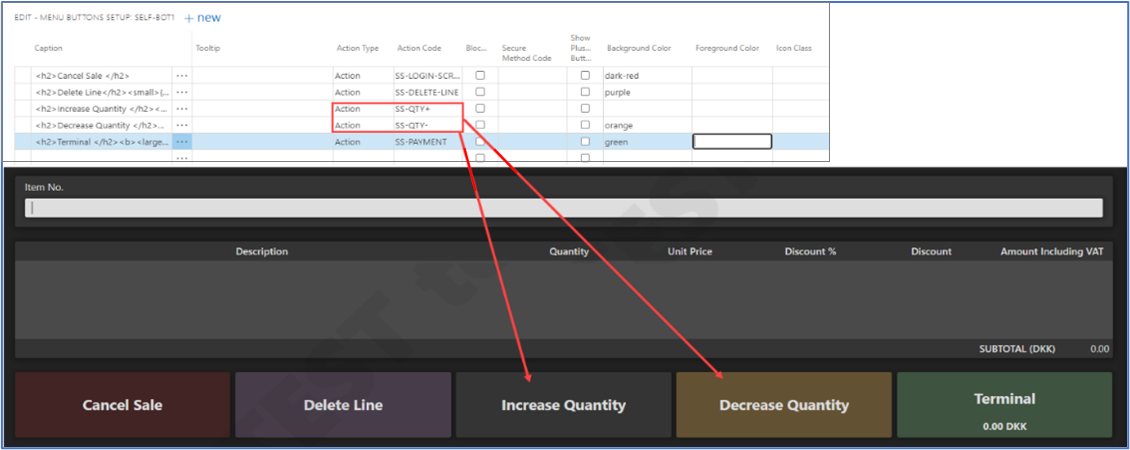 EDIT - MENU BUTTONS SETUP: SELF-BOT1 + new
Caption Tooltip Action Type Action Code Bloc... Secure Method Code Show Plus... Butt... Background Color Foreground Color Icon Class
<h2>Cancel Sale </h2> ... Action SS-LOGIN-SCR... dark-red
<h2>Delete Line</h2><small>(... ... Action SS-DELETE-LINE purple
<h2>Increase Quantity </h2><... ... Action SS-QTY+
<h2>Decrease Quantity </h2>... ... Action SS-QTY- orange
<h2>Terminal </h2><b><large... ... Action SS-PAYMENT green
...
Item No.
Description Quantity Unit Price Discount % Discount Amount Including VAT
SUBTOTAL (DKK) 0.00
Cancel Sale Delete Line Increase Quantity Decrease Quantity Terminal
0.00 DKK